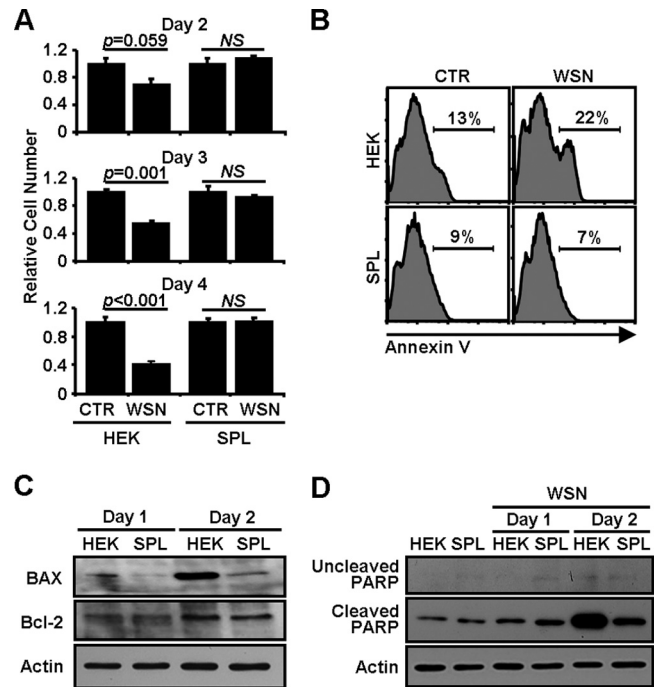 A
Day 2
p=0.059 NS
1.2
0.8
0.4
0
Day 3
p=0.001 NS
1.2
0.8
0.4
0
Day 4
p<0.001 NS
1.2
0.8
0.4
0
Relative Cell Number
CTR WSN CTR WSN
HEK SPL
B
CTR WSN
HEK
13% 22%
SPL
9% 7%
Annexin V
C
Day 1 Day 2
HEK SPL HEK SPL
BAX
Bcl-2
Actin
D
WSN
Day 1 Day 2
HEK SPL HEK SPL HEK SPL
Uncleaved
PARP
Cleaved
PARP
Actin